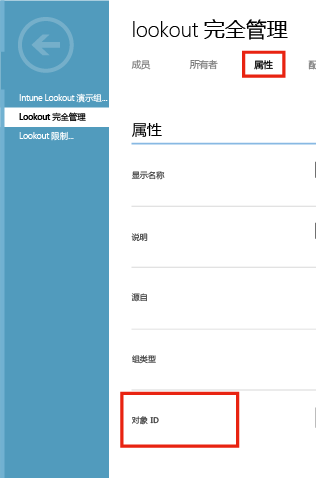 lookout 完全管理
成员 所有者 属性
Intune Lookout 演示组...
Lookout 完全管理
Lookout 限制...
属性
显示名称
说明
源自
组类型
对象 ID